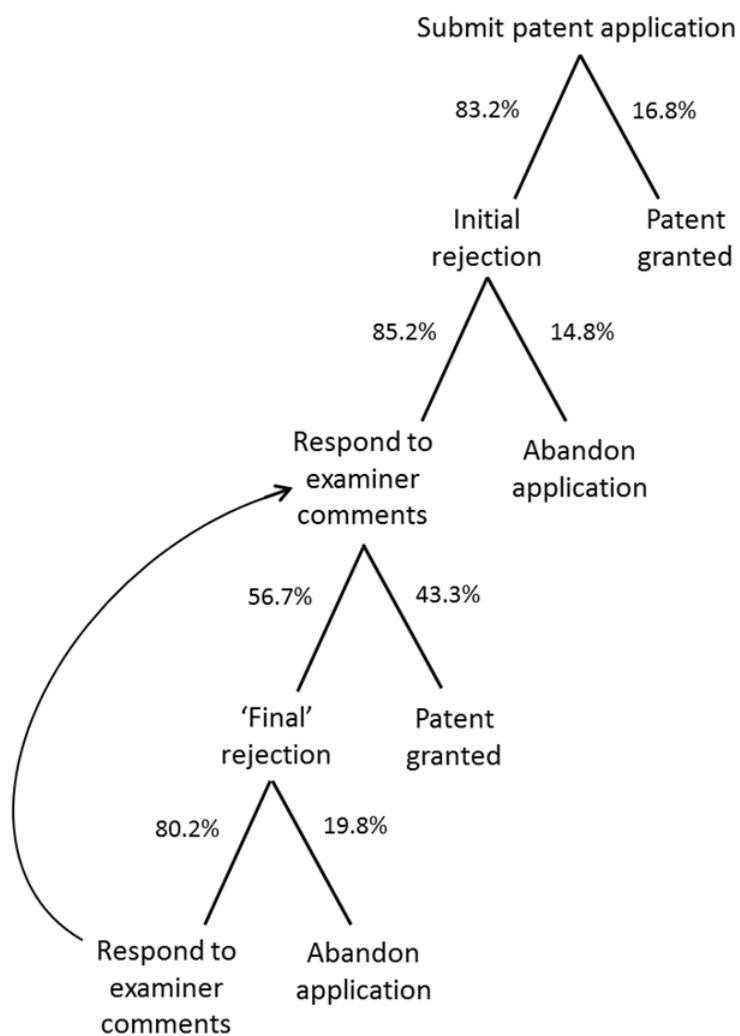 Submit patent application
83.2%
16.8%
Initial
rejection
Patent
granted
85.2%
14.8%
Respond to
examiner
comments
Abandon
application
56.7%
43.3%
‘Final’
rejection
Patent
granted
80.2%
19.8%
Respond to
examiner
comments
Abandon
application